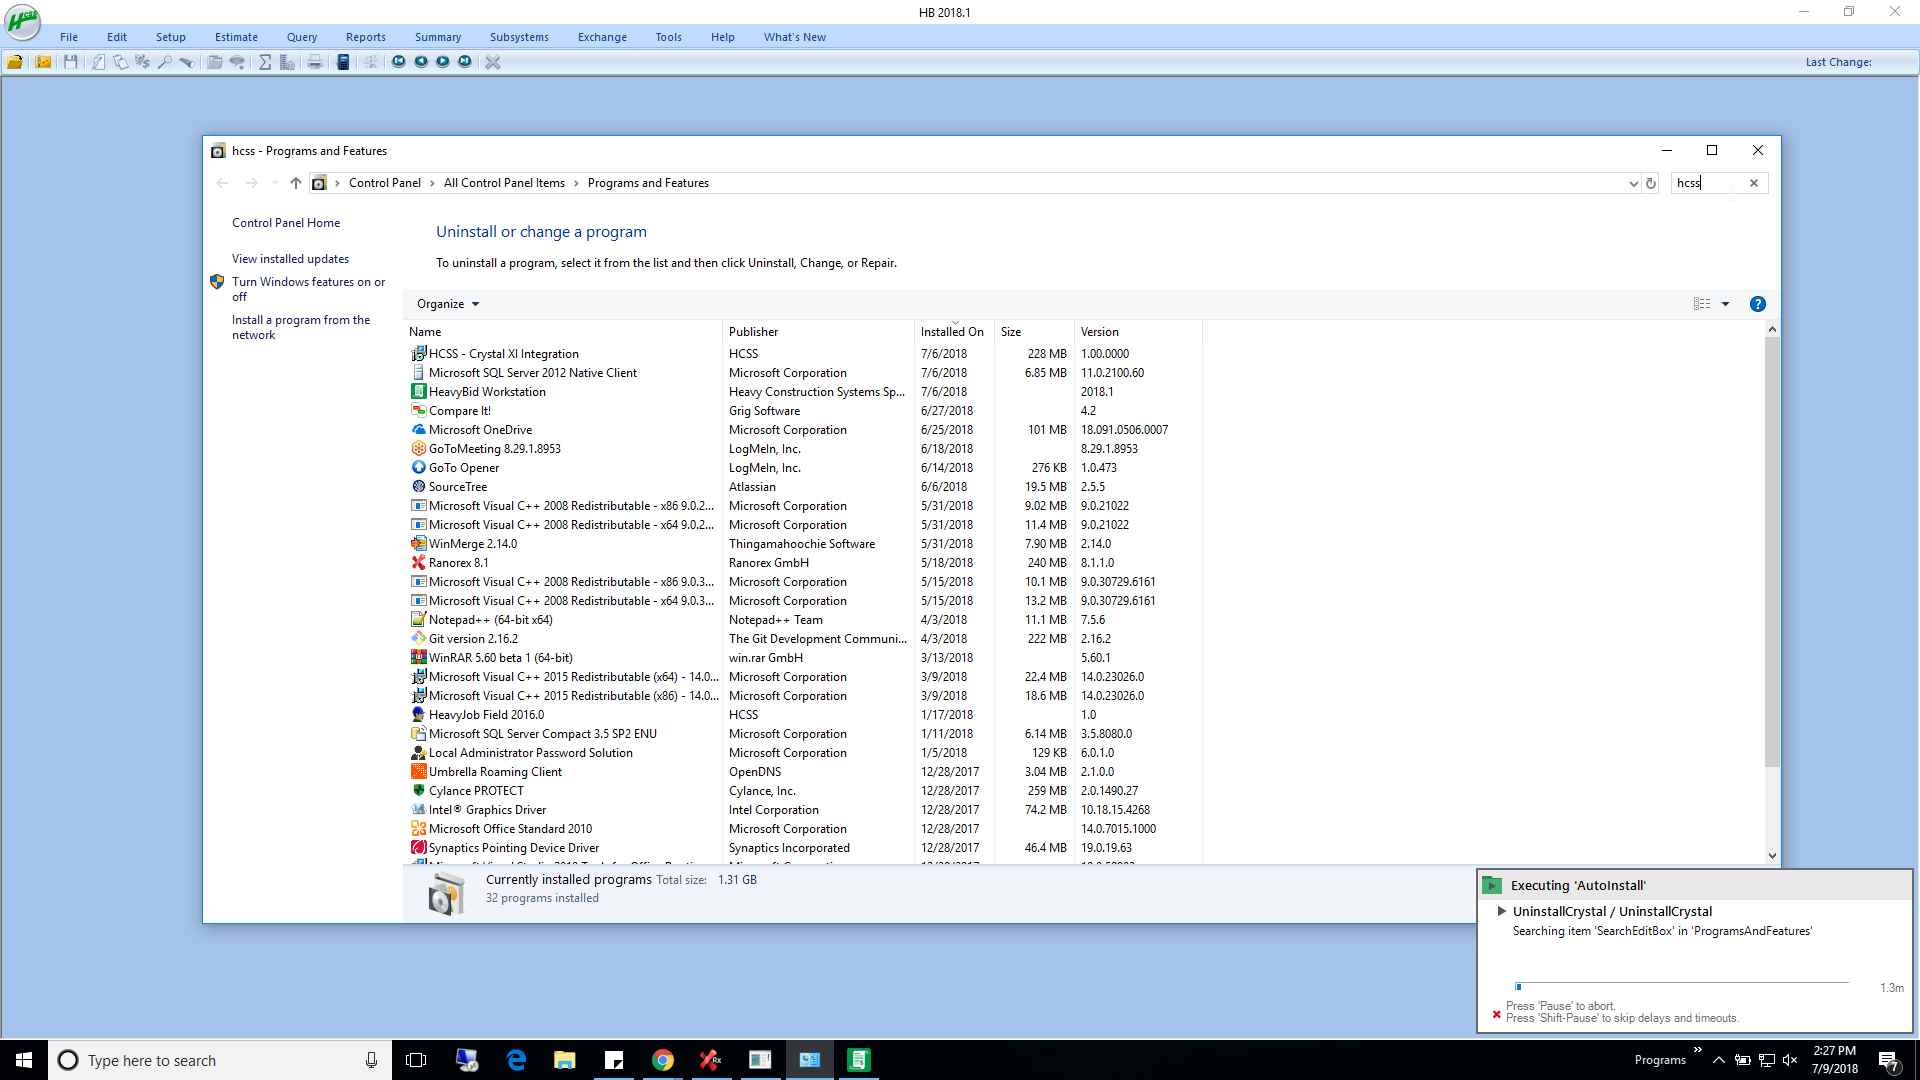 HCSS
HB 2018.1
File Edit Setup Estimate Query Reports Summary Subsystems Exchange Tools Help What's New
Last Change:
hcss - Programs and Features
Control Panel All Control Panel Items Programs and Features
hcss
Control Panel Home
View installed updates
Turn Windows features on or
off
Install a program from the
network
Uninstall or change a program
To uninstall a program, select it from the list and then click Uninstall, Change, or Repair.
Organize
Name Publisher Installed On Size Version
HCSS - Crystal XI Integration HCSS 7/6/2018 228 MB 1.00.0000
Microsoft SQL Server 2012 Native Client Microsoft Corporation 7/6/2018 6.85 MB 11.0.2100.60
HeavyBid Workstation Heavy Construction Systems Sp... 7/6/2018 2018.1
Compare It! Grig Software 6/27/2018 4.2
Microsoft OneDrive Microsoft Corporation 6/25/2018 101 MB 18.091.0506.0007
GoToMeeting 8.29.1.8953 LogMeIn, Inc. 6/18/2018 8.29.1.8953
GoTo Opener LogMeIn, Inc. 6/14/2018 276 KB 1.0.473
SourceTree Atlassian 6/6/2018 19.5 MB 2.5.5
Microsoft Visual C++ 2008 Redistributable - x86 9.0.2... Microsoft Corporation 5/31/2018 9.02 MB 9.0.21022
Microsoft Visual C++ 2008 Redistributable - x64 9.0.2... Microsoft Corporation 5/31/2018 11.4 MB 9.0.21022
WinMerge 2.14.0 Thingamahoochie Software 5/31/2018 7.90 MB 2.14.0
Ranorex 8.1 Ranorex GmbH 5/18/2018 240 MB 8.1.1.0
Microsoft Visual C++ 2008 Redistributable - x86 9.0.3... Microsoft Corporation 5/15/2018 10.1 MB 9.0.30729.6161
Microsoft Visual C++ 2008 Redistributable - x64 9.0.3... Microsoft Corporation 5/15/2018 13.2 MB 9.0.30729.6161
Notepad++ (64-bit x64) Notepad++ Team 4/3/2018 11.1 MB 7.5.6
Git version 2.16.2 The Git Development Communi... 4/3/2018 222 MB 2.16.2
WinRAR 5.60 beta 1 (64-bit) win.rar GmbH 3/13/2018 5.60.1
Microsoft Visual C++ 2015 Redistributable (x64) - 14.0... Microsoft Corporation 3/9/2018 22.4 MB 14.0.23026.0
Microsoft Visual C++ 2015 Redistributable (x86) - 14.0... Microsoft Corporation 3/9/2018 18.6 MB 14.0.23026.0
HeavyJob Field 2016.0 HCSS 1/17/2018 1.0
Microsoft SQL Server Compact 3.5 SP2 ENU Microsoft Corporation 1/11/2018 6.14 MB 3.5.8080.0
Local Administrator Password Solution Microsoft Corporation 1/5/2018 129 KB 6.0.1.0
Umbrella Roaming Client OpenDNS 12/28/2017 3.04 MB 2.1.0.0
Cylance PROTECT Cylance, Inc. 12/28/2017 259 MB 2.0.1490.27
Intel® Graphics Driver Intel Corporation 12/28/2017 74.2 MB 10.18.15.4268
Microsoft Office Standard 2010 Microsoft Corporation 12/28/2017 14.0.7015.1000
Synaptics Pointing Device Driver Synaptics Incorporated 12/28/2017 46.4 MB 19.0.19.63
Currently installed programs Total size: 1.31 GB
32 programs installed
Executing 'AutoInstall'
UninstallCrystal / UninstallCrystal
Searching item 'SearchEditBox' in 'ProgramsAndFeatures'
1.3m
Press 'Pause' to abort.
Press 'Shift-Pause' to skip delays and timeouts.
Type here to search
Programs
2:27 PM
7/9/2018
7